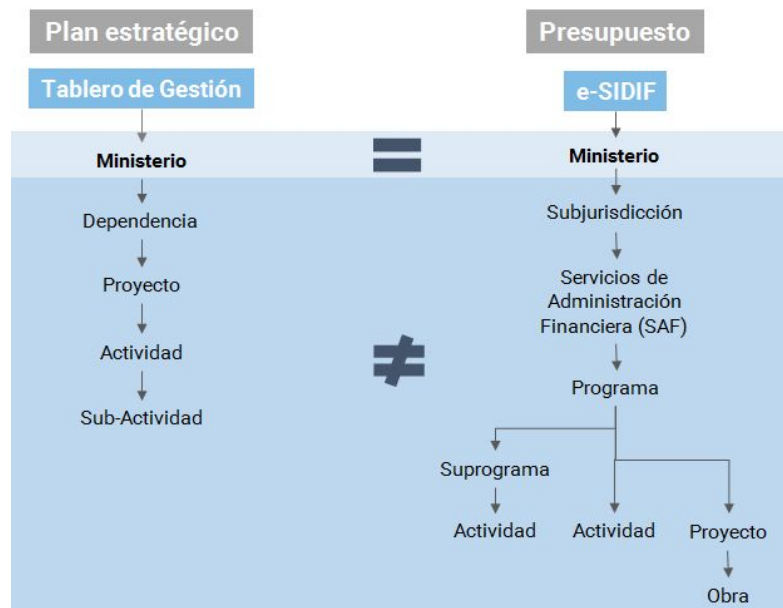 Plan estratégico
Presupuesto
Tablero de Gestión
e-SIDIF
Ministerio
=
Ministerio
Dependencia
Subjurisdicción
Proyecto
Servicios de
Administración
Financiera (SAF)
Actividad
≠
Programa
Sub-Actividad
Suprograma
Actividad
Actividad
Proyecto
Obra